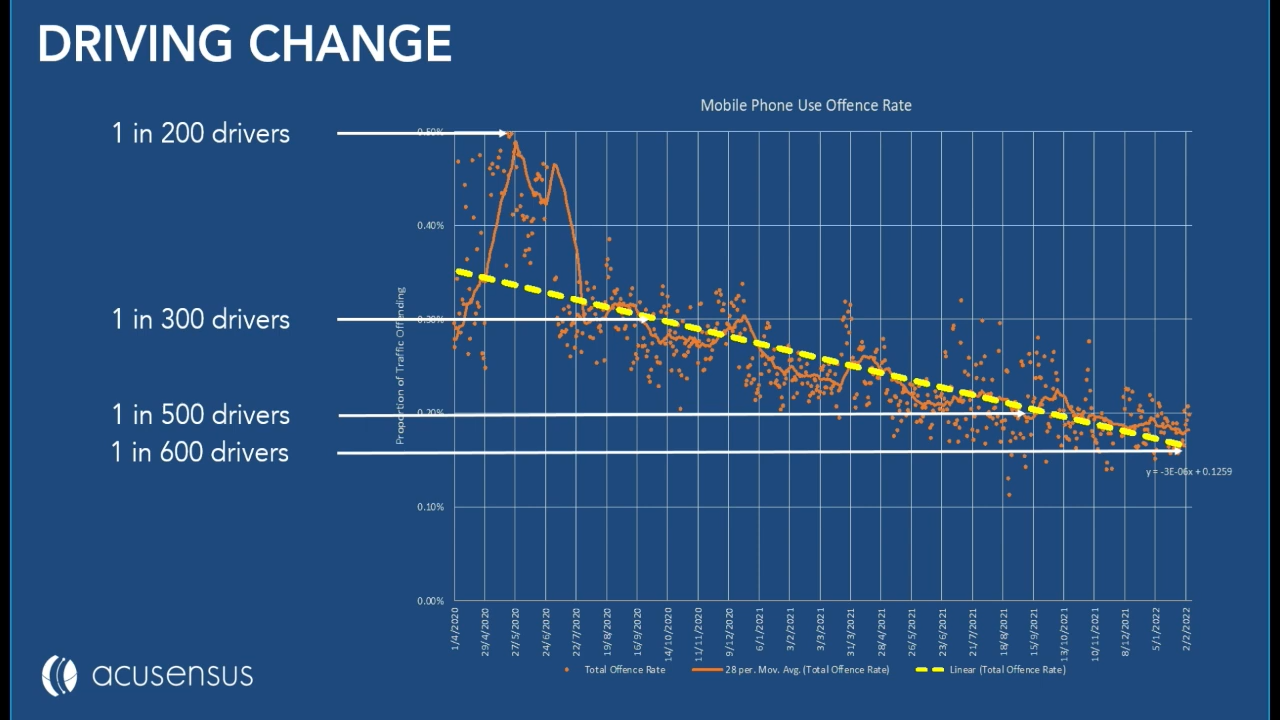 DRIVING CHANGE
Mobile Phone Use Offence Rate
1 in 200 drivers
1 in 300 drivers
1 in 500 drivers
1 in 600 drivers
Proportion of Traffic Offending
0.50%
0.40%
0.30%
0.20%
0.10%
0.00%
y = -3E-06x + 0.1259
1/4/2020
29/4/2020
27/5/2020
24/6/2020
22/7/2020
19/8/2020
16/9/2020
14/10/2020
11/11/2020
9/12/2020
6/1/2021
3/2/2021
3/3/2021
31/3/2021
28/4/2021
26/5/2021
23/6/2021
21/7/2021
18/8/2021
15/9/2021
13/10/2021
10/11/2021
8/12/2021
5/1/2022
2/2/2022
Total Offence Rate
28 per. Mov. Avg. (Total Offence Rate)
Linear (Total Offence Rate)
acusensus